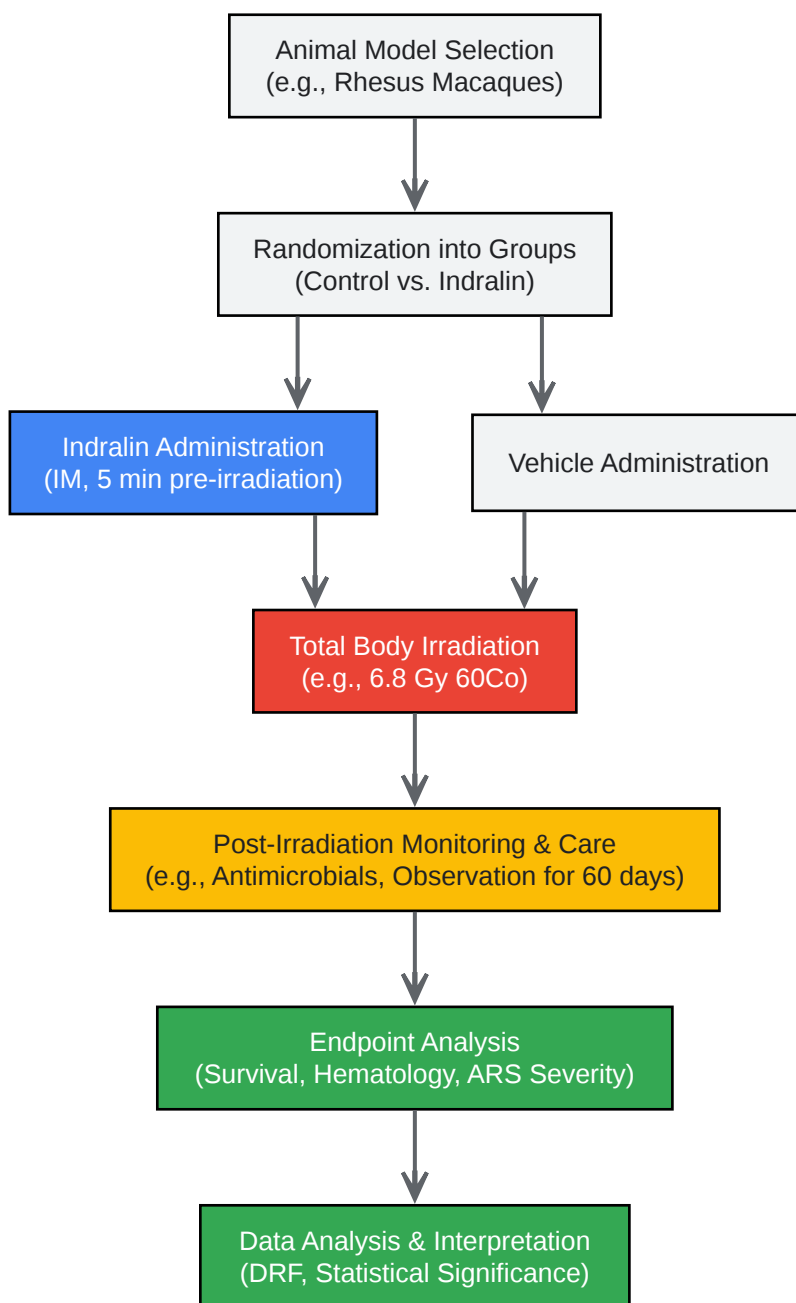 Animal Model Selection
(e.g., Rhesus Macaques)
Randomization into Groups
(Control vs. Indralin)
Indralin Administration
(IM, 5 min pre-irradiation)
Vehicle Administration
Total Body Irradiation
(e.g., 6.8 Gy 60Co)
Post-Irradiation Monitoring & Care
(e.g., Antimicrobials, Observation for 60 days)
Endpoint Analysis
(Survival, Hematology, ARS Severity)
Data Analysis & Interpretation
(DRF, Statistical Significance)